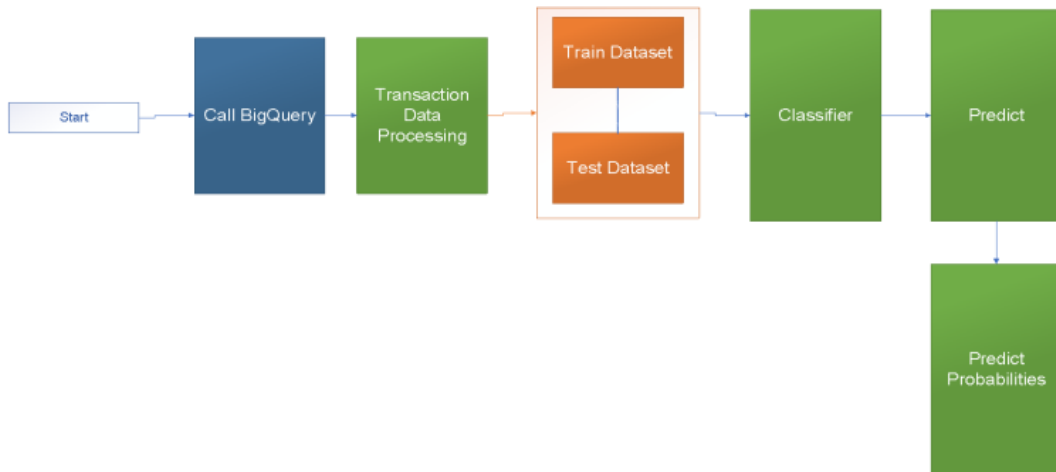 Start
Call BigQuery
Transaction
Data
Processing
Train Dataset
Test Dataset
Classifier
Predict
Predict
Probabilities